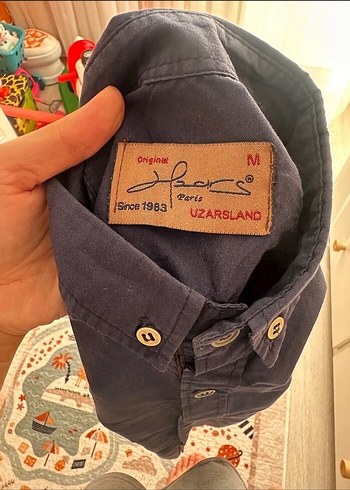 Original M
Paris
Since 1983
UZARSLAND